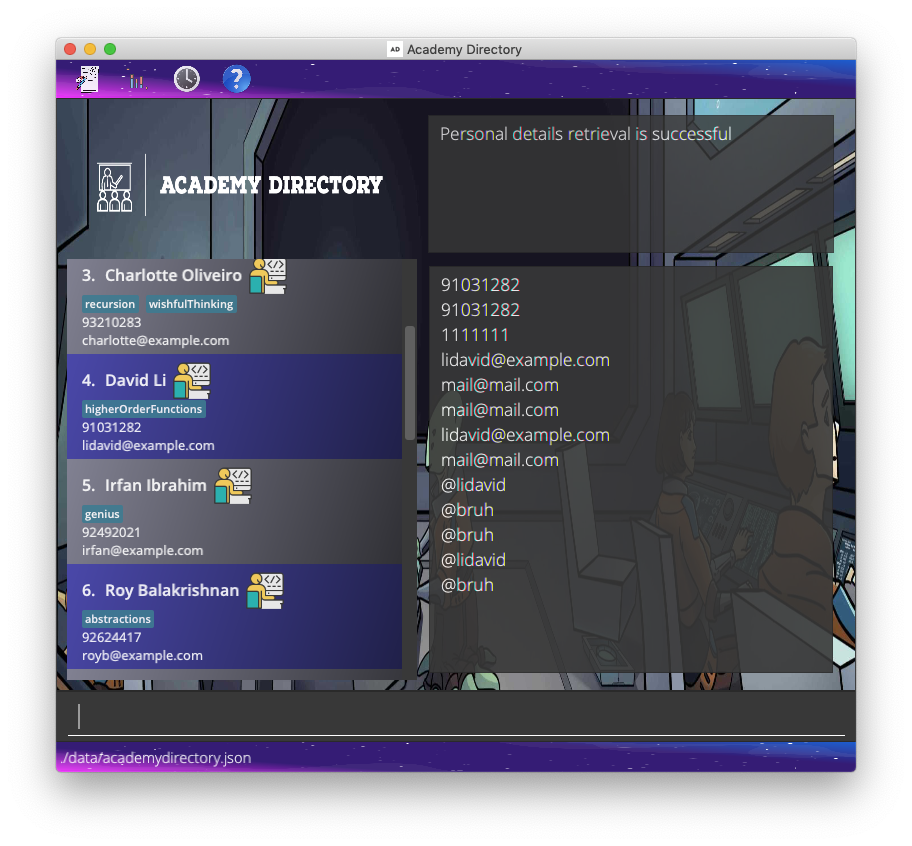 AD Academy Directory
?
ACADEMY DIRECTORY
Personal details retrieval is successful
3. Charlotte Oliveiro
recursion wishfulThinking
93210283
charlotte@example.com
4. David Li
higherOrderFunctions
91031282
lidavid@example.com
5. Irfan Ibrahim
genius
92492021
irfan@example.com
6. Roy Balakrishnan
abstractions
92624417
royb@example.com
91031282
91031282
1111111
lidavid@example.com
mail@mail.com
mail@mail.com
lidavid@example.com
mail@mail.com
@lidavid
@bruh
@bruh
@lidavid
@bruh
./data/academydirectory.json